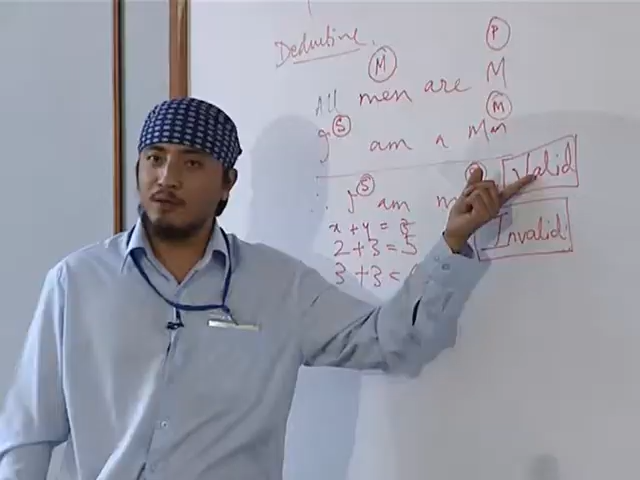 Deductive.
P
M
All men are M
S M
I am a Man
S
∴ I am m
Valid
x + y = z
2 + 3 = 5
Invalid
3 + 3 =